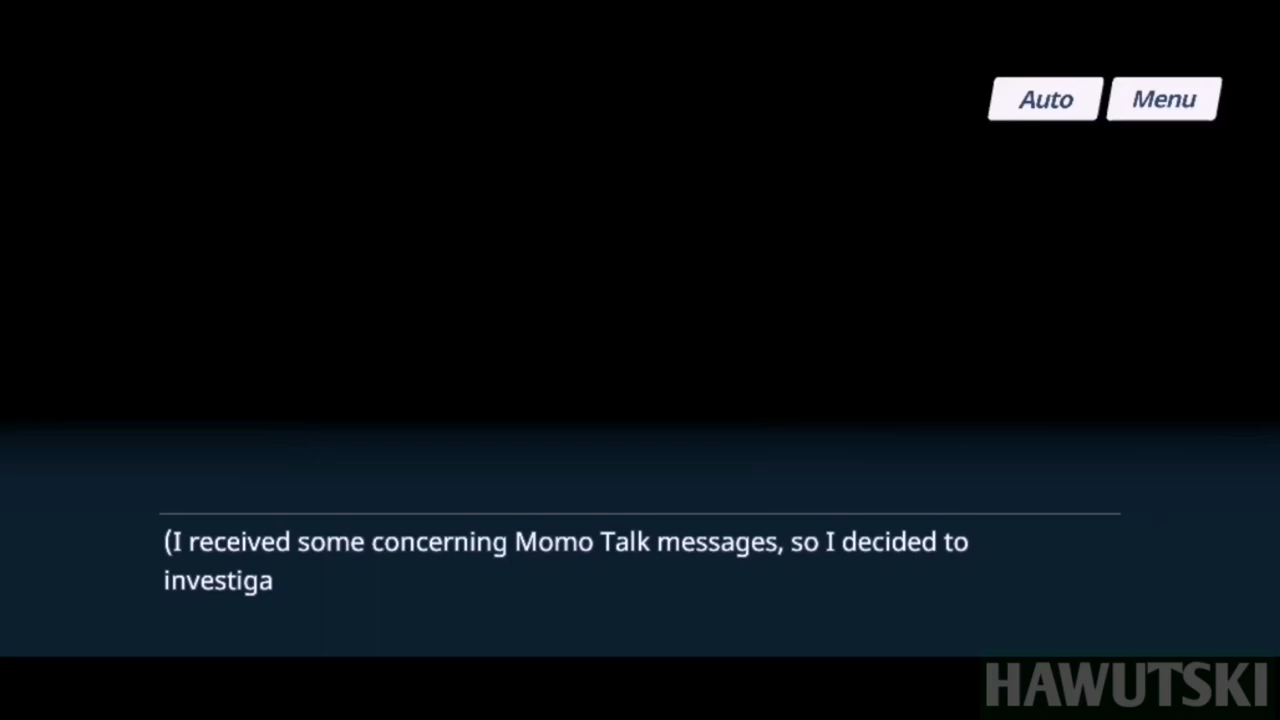 Auto
Menu
(I received some concerning Momo Talk messages, so I decided to
investiga
HAWUTSKI